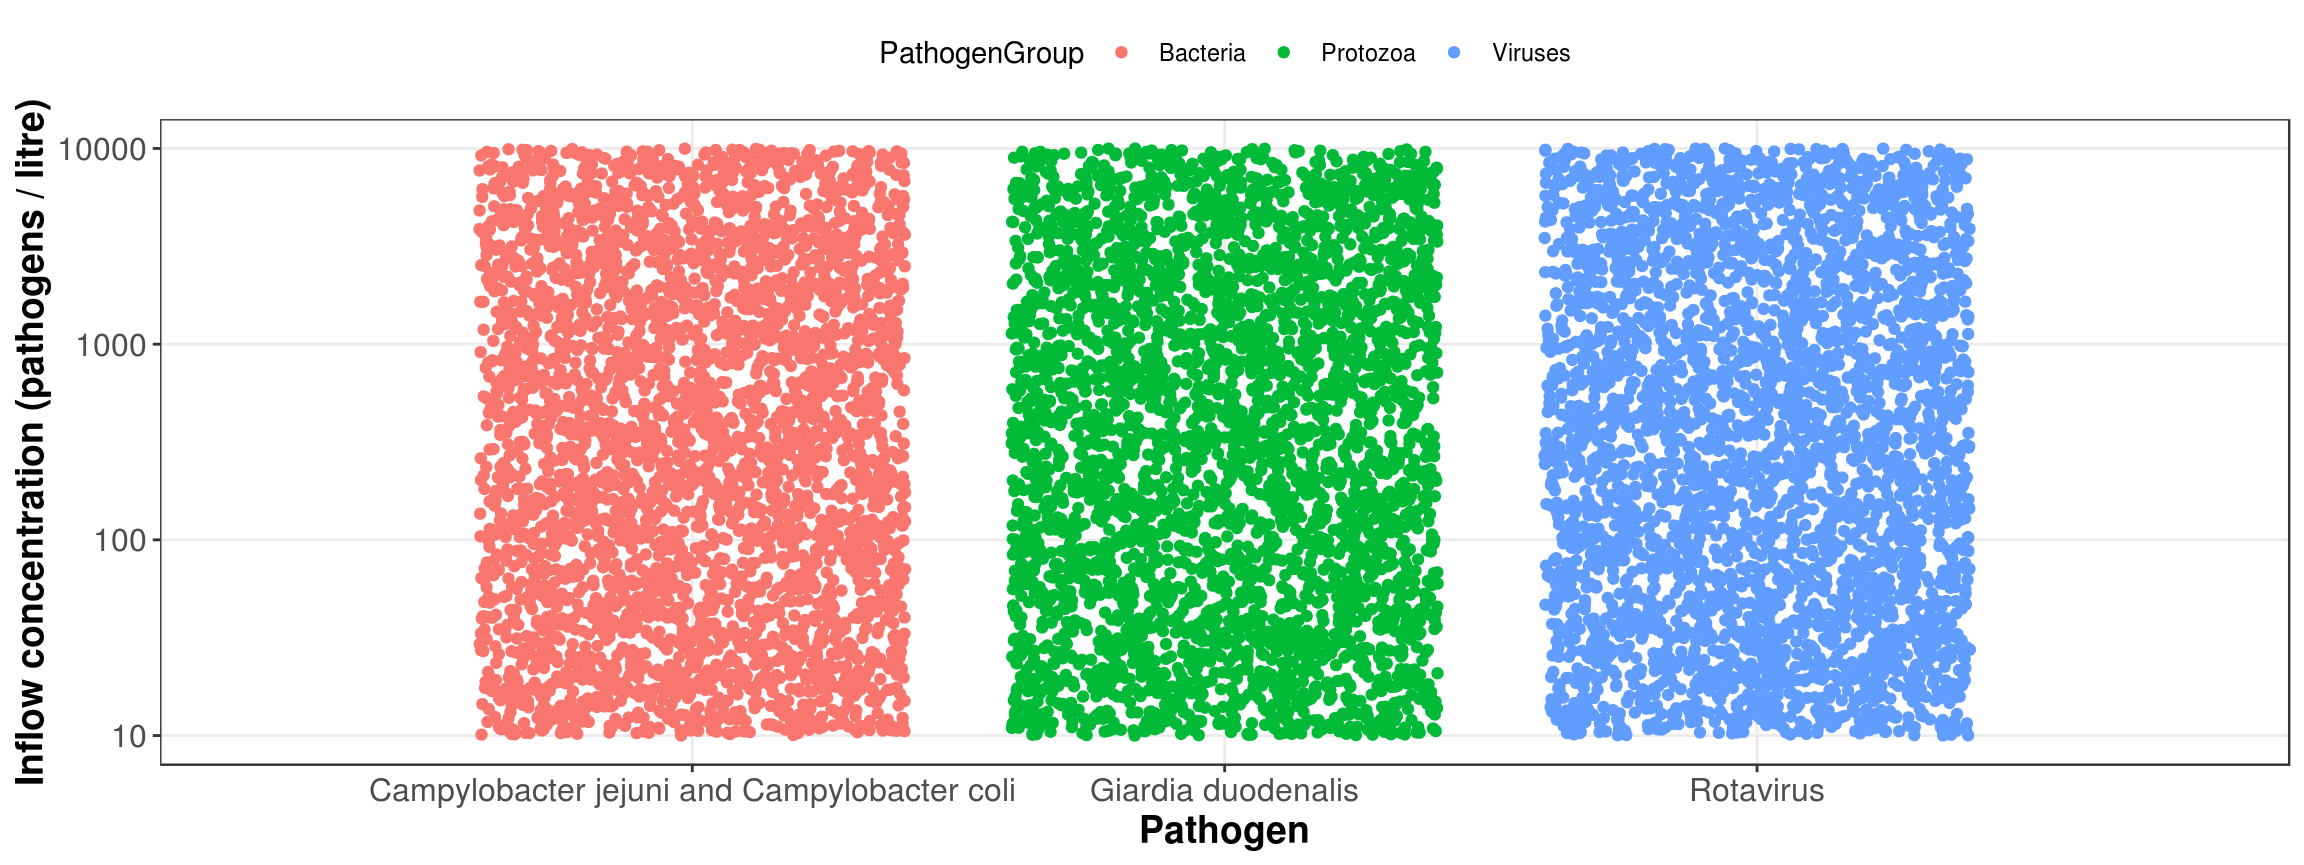 PathogenGroup Bacteria Protozoa Viruses
Inflow concentration (pathogens / litre)
10000
1000
100
10
Campylobacter jejuni and Campylobacter coli Giardia duodenalis Rotavirus
Pathogen